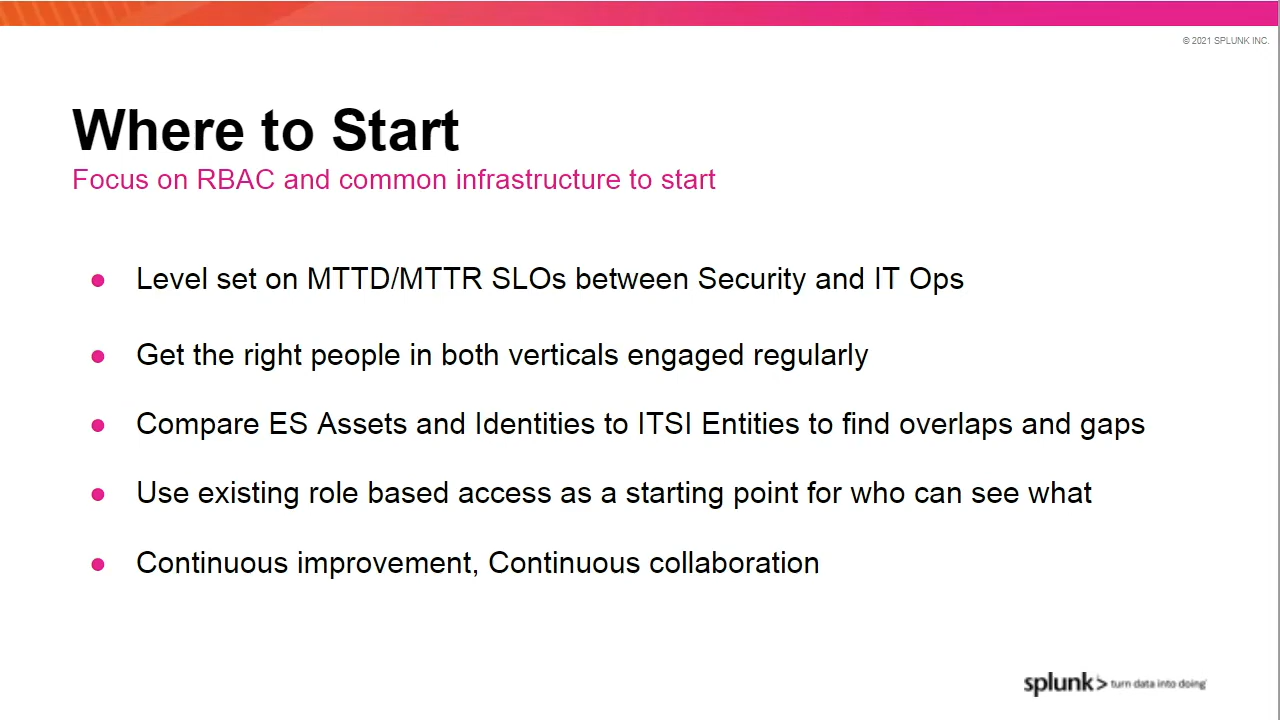 © 2021 SPLUNK INC.
Where to Start
Focus on RBAC and common infrastructure to start
● Level set on MTTD/MTTR SLOs between Security and IT Ops
● Get the right people in both verticals engaged regularly
● Compare ES Assets and Identities to ITSI Entities to find overlaps and gaps
● Use existing role based access as a starting point for who can see what
● Continuous improvement, Continuous collaboration
splunk> turn data into doing